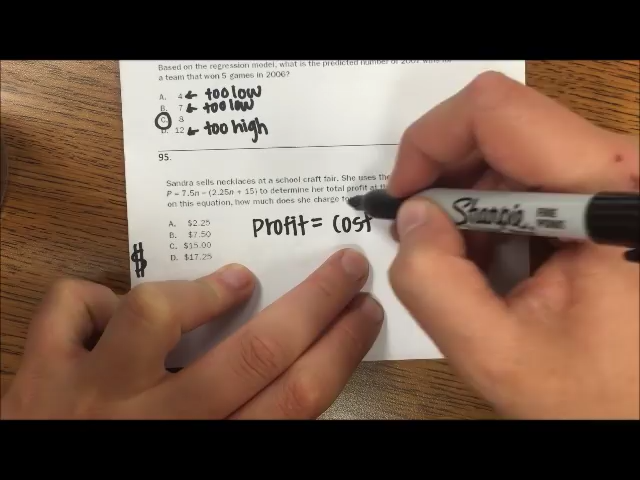 Based on the regression model, what is the predicted number of 2007 wins
a team that won 5 games in 2006?
A. 4 ← too low
B. 7 ← too low
C. 8
D. 12 ← too high
95.
Sandra sells necklaces at a school craft fair. She uses the
P = 7.5n − (2.25n + 15) to determine her total profit at
on this equation, how much does she charge
A. $2.25
B. $7.50
C. $15.00
D. $17.25
$
Profit = Cost
Sharpie
FINE
POINT